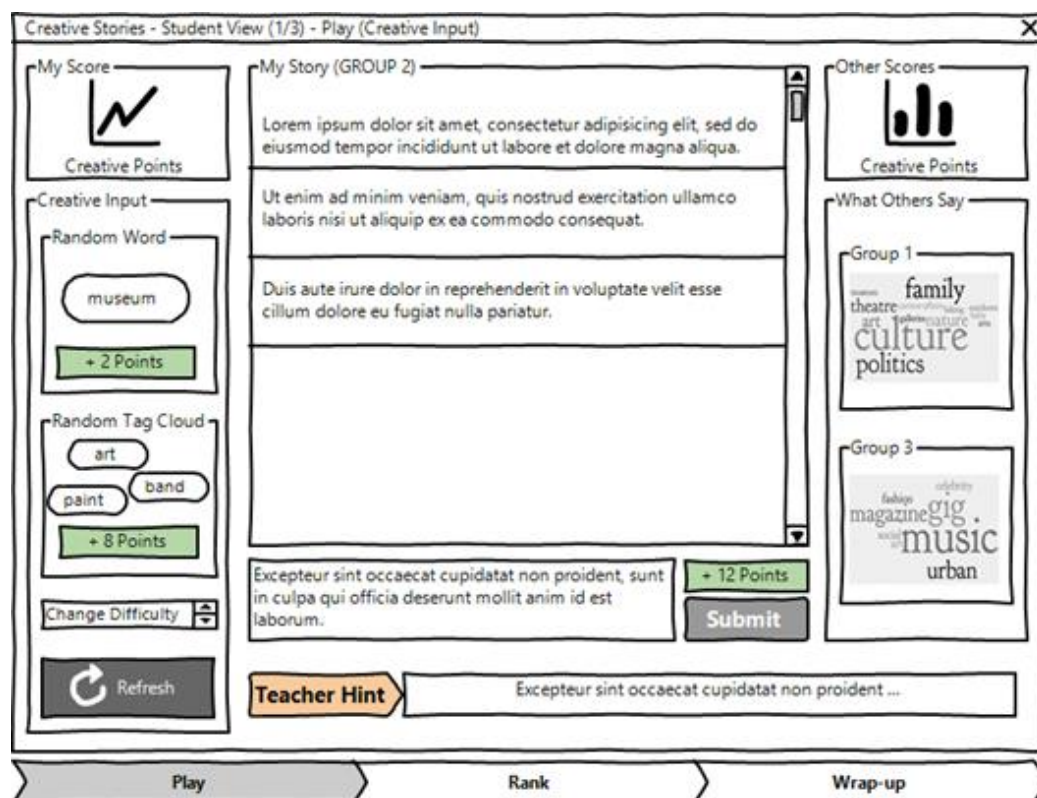 Creative Stories - Student View (1/3) - Play (Creative Input)
My Score
Creative Points
Creative Input
Random Word
museum
+ 2 Points
Random Tag Cloud
art
band
paint
+ 8 Points
Change Difficulty
Refresh
My Story (GROUP 2)
Lorem ipsum dolor sit amet, consectetur adipisicing elit, sed do
eiusmod tempor incididunt ut labore et dolore magna aliqua.
Ut enim ad minim veniam, quis nostrud exercitation ullamco
laboris nisi ut aliquip ex ea commodo consequat.
Duis aute irure dolor in reprehenderit in voluptate velit esse
cillum dolore eu fugiat nulla pariatur.
Excepteur sint occaecat cupidatat non proident, sunt
in culpa qui officia deserunt mollit anim id est
laborum.
+ 12 Points
Submit
Teacher Hint
Excepteur sint occaecat cupidatat non proident ...
Other Scores
Creative Points
What Others Say
Group 1
family
theatre
art
nature
culture
politics
Group 3
celebrity
fashion
magazine
gig
social
music
urban
Play
Rank
Wrap-up